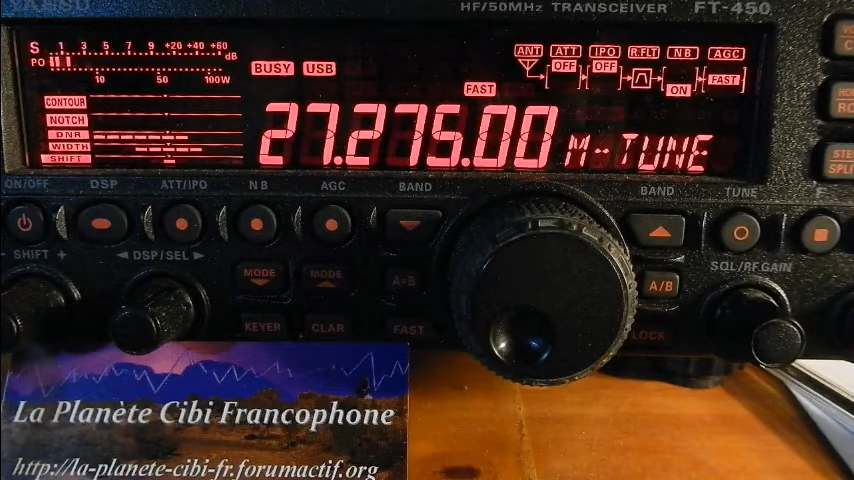 YAESU HF/50MHz TRANSCEIVER FT-450
S 1 3 5 7 9 +20 +40 +60 dB
PO 10 50 100W
BUSY USB
FAST
ANT ATT IPO R.FLT NB AGC
OFF OFF ON FAST
CONTOUR
NOTCH
DNR
WIDTH
SHIFT
27.275.00 M-TUNE
ON/OFF DSP ATT/IPO NB AGC BAND BAND TUNE F
SPLIT
- SHIFT + ◄ DSP/SEL ► MODE MODE A=B A/B SQL/RF GAIN
KEYER CLAR FAST LOCK
La Planète Cibi Francophone
http://la-planete-cibi-fr.forumactif.org